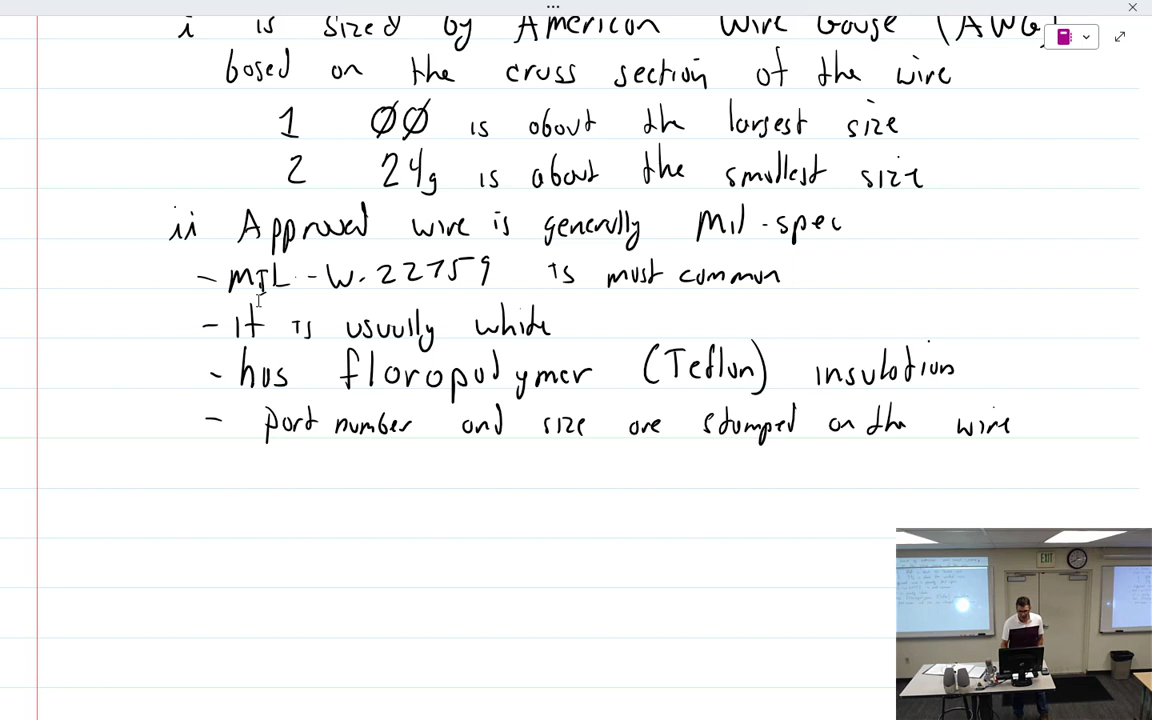 i is sized by American Wire Gauge (AWG)
based on the cross section of the wire
1 00 is about the largest size
2 24g is about the smallest size
ii Approved wire is generally Mil-spec
- MIL-W-22759 is most common
- it is usually white
- has floropolymer (Teflon) insulation
- part number and size are stamped on the wire
EXIT